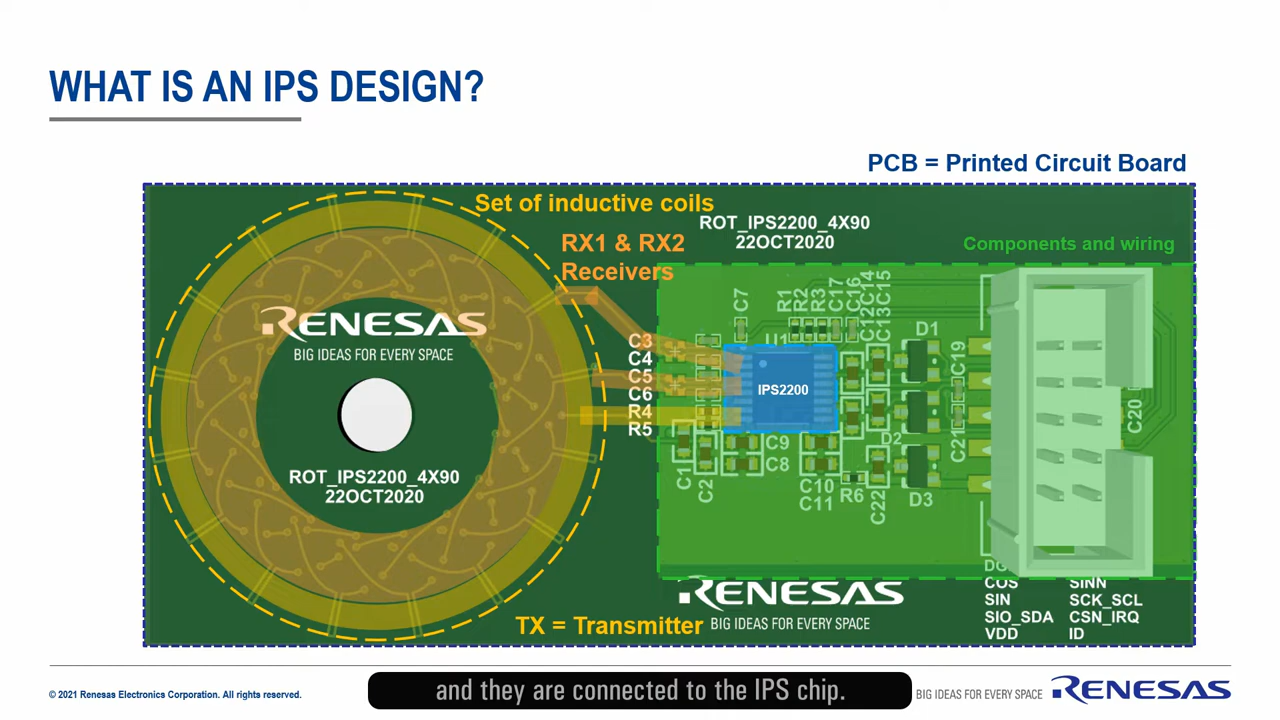 WHAT IS AN IPS DESIGN?
PCB = Printed Circuit Board
Set of inductive coils
RX1 & RX2
Receivers
ROT_IPS2200_4X90
22OCT2020
Components and wiring
RENESAS
BIG IDEAS FOR EVERY SPACE
ROT_IPS2200_4X90
22OCT2020
C3
C4
C5
C6
R4
R5
C7
R1
R2
R3
C17
C16
C12 C14
C13 C15
U1
IPS2200
D1
C19
C20
C21
D2
D3
C1
C2
C9
C8
C10
C11
R6
C22
TX = Transmitter
RENESAS
BIG IDEAS FOR EVERY SPACE
COS SINN
SIN SCK_SCL
SIO_SDA CSN_IRQ
VDD ID
© 2021 Renesas Electronics Corporation. All rights reserved.
and they are connected to the IPS chip.
BIG IDEAS FOR EVERY SPACE RENESAS